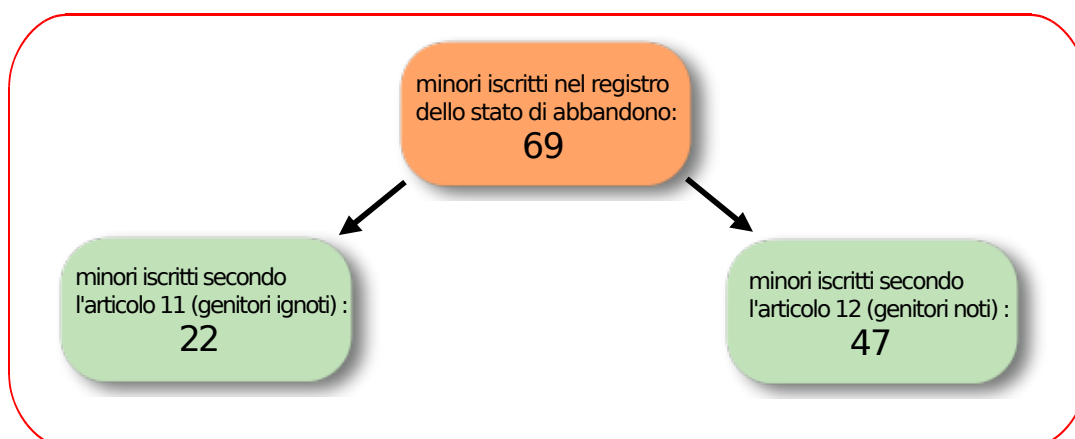 minori iscritti nel registro
dello stato di abbandono:
69
minori iscritti secondo
l'articolo 11 (genitori ignoti) :
22
minori iscritti secondo
l'articolo 12 (genitori noti) :
47